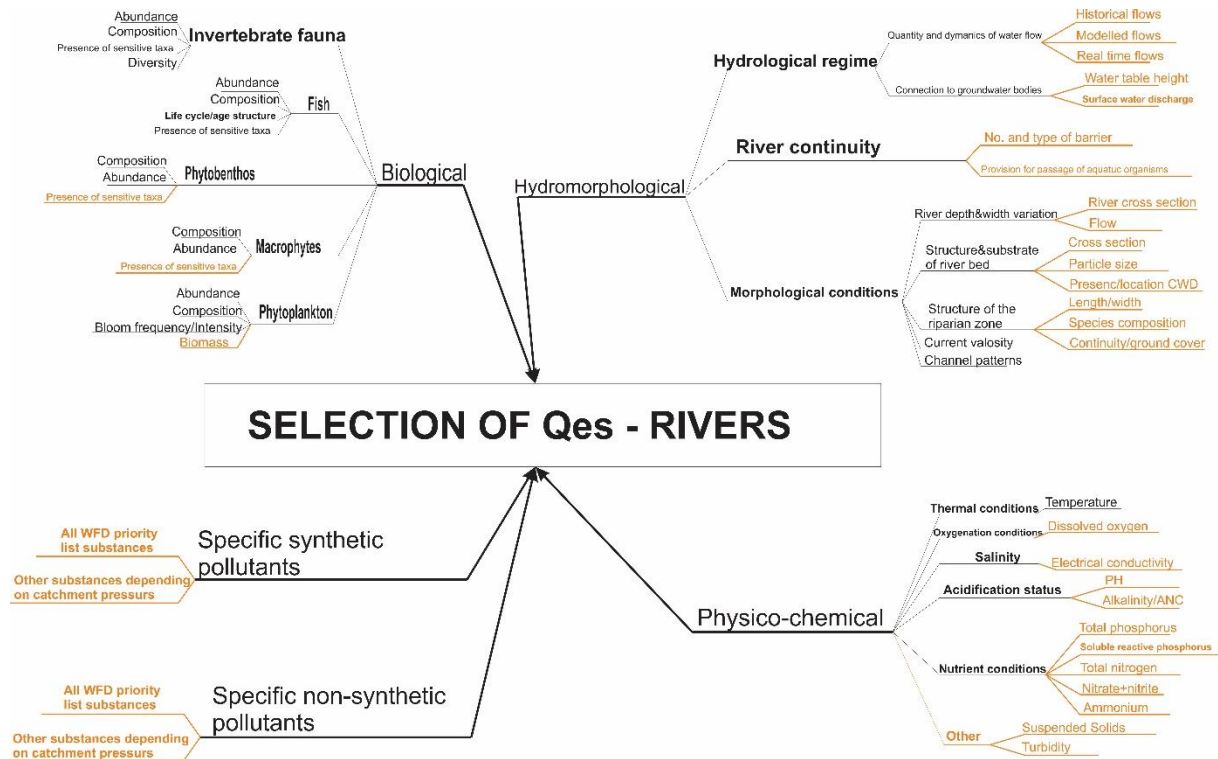 Abundance
Composition
Presence of sensitive taxa
Diversity
Invertebrate fauna
Abundance
Composition
Life cycle/age structure
Presence of sensitive taxa
Fish
Composition
Abundance
Presence of sensitive taxa
Phytobenthos
Biological
Composition
Abundance
Presence of sensitive taxa
Macrophytes
Abundance
Composition
Bloom frequency/Intensity
Biomass
Phytoplankton
Hydromorphological
Hydrological regime
Quantity and dymanics of water flow
Historical flows
Modelled flows
Real time flows
Connection to groundwater bodies
Water table height
Surface water discharge
River continuity
No. and type of barrier
Provision for passage of aquatuc organisms
Morphological conditions
River depth&width variation
River cross section
Flow
Structure&substrate
of river bed
Cross section
Particle size
Presenc/location CWD
Structure of the
riparian zone
Length/width
Species composition
Continuity/ground cover
Current valosity
Channel patterns
SELECTION OF Qes - RIVERS
All WFD priority
list substances
Other substances depending
on catchment pressurs
Specific synthetic
pollutants
All WFD priority
list substances
Other substances depending
on catchment pressurs
Specific non-synthetic
pollutants
Physico-chemical
Thermal conditions
Temperature
Oxygenation conditions
Dissolved oxygen
Salinity
Electrical conductivity
Acidification status
PH
Alkalinity/ANC
Nutrient conditions
Total phosphorus
Soluble reactive phosphorus
Total nitrogen
Nitrate+nitrite
Ammonium
Other
Suspended Solids
Turbidity